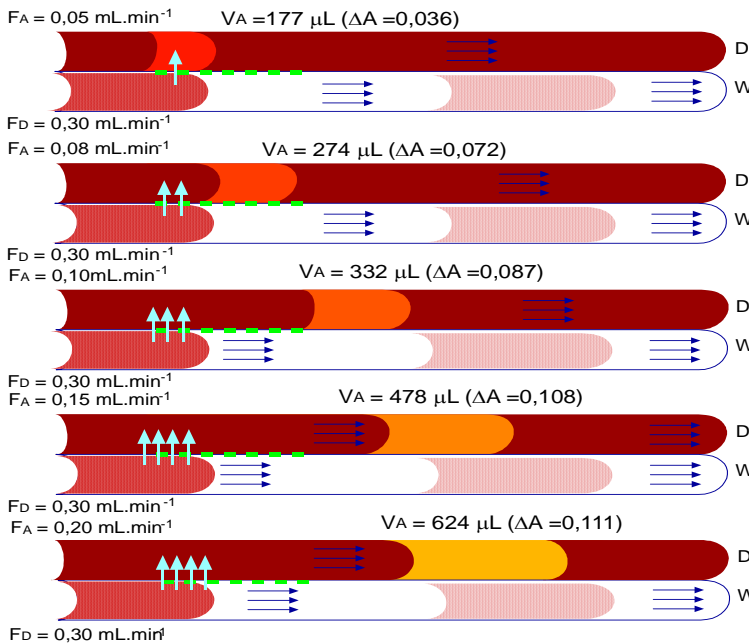 FA = 0,05 mL.min-1 VA =177 μL (ΔA =0,036)
D
W
FD = 0,30 mL.min-1
FA = 0,08 mL.min-1 VA = 274 μL (ΔA =0,072)
D
W
FD = 0,30 mL.min-1
FA = 0,10mL.min-1 VA = 332 μL (ΔA =0,087)
D
W
FD = 0,30 mL.min-1
FA = 0,15 mL.min-1 VA = 478 μL (ΔA =0,108)
D
W
FD = 0,30 mL.min-1
FA = 0,20 mL.min-1 VA = 624 μL (ΔA =0,111)
D
W
FD = 0,30 mL.min1